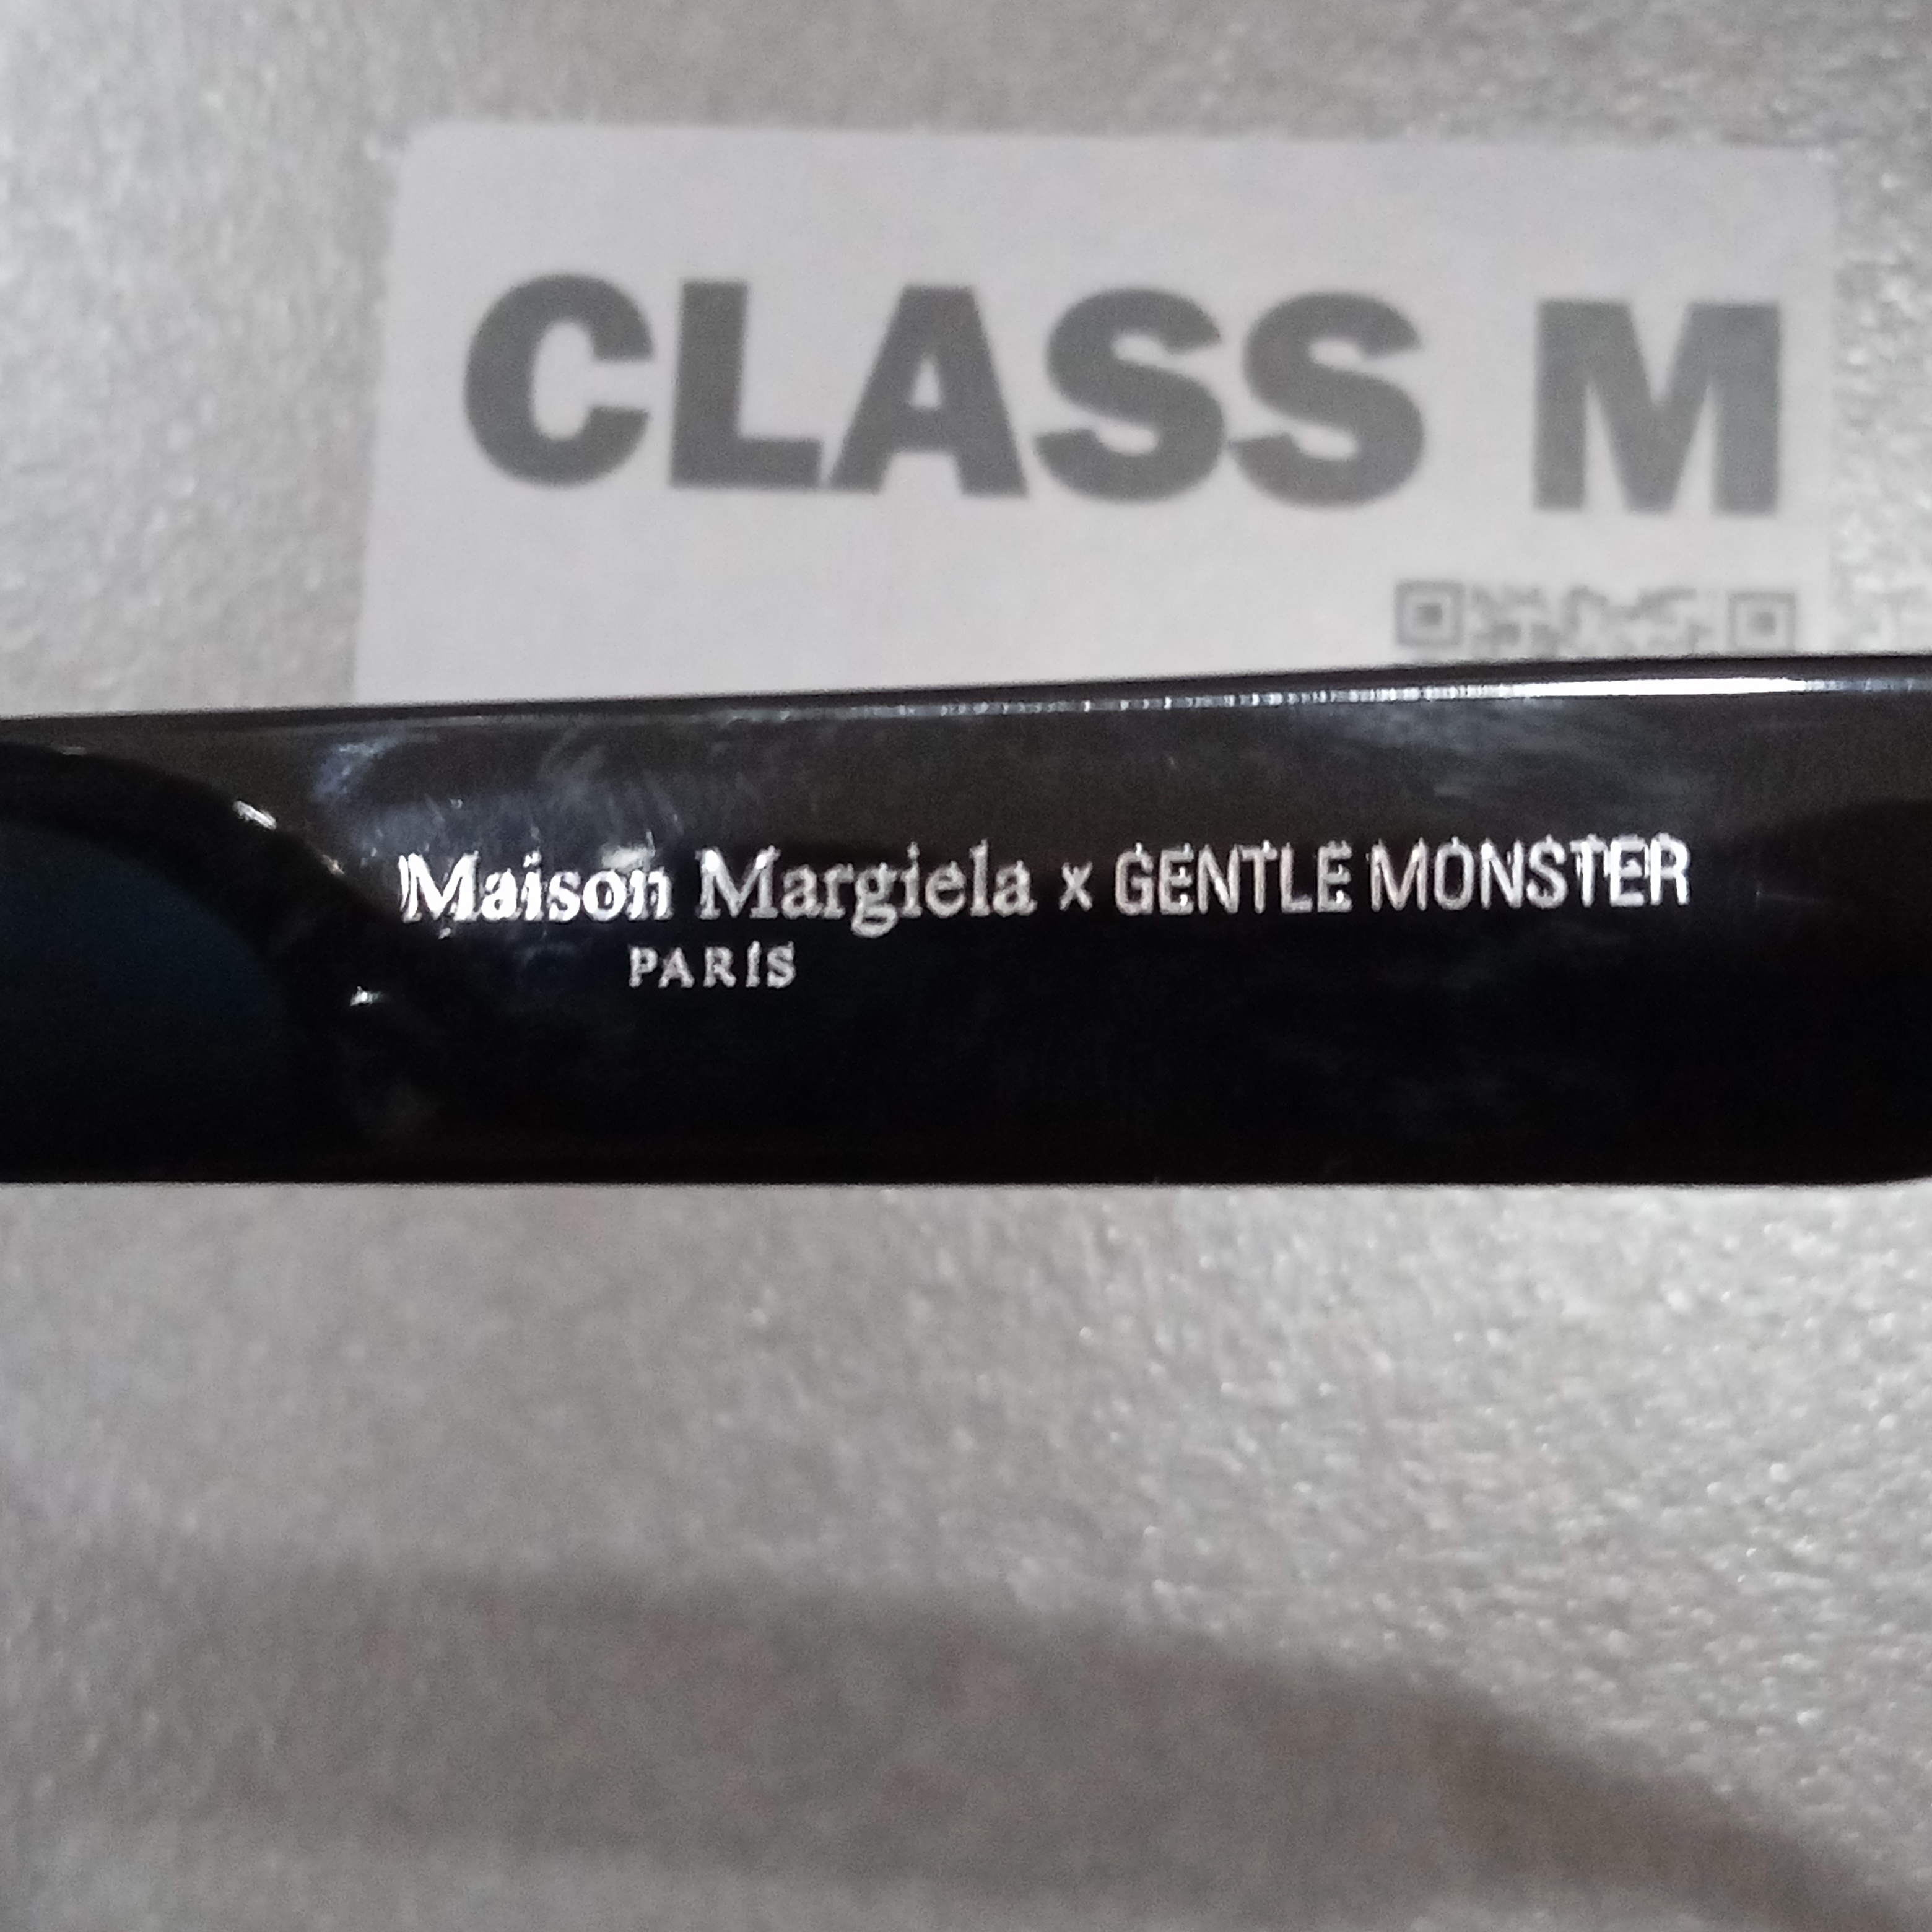 CLASS M
Maison Margiela x GENTLE MONSTER
PARIS